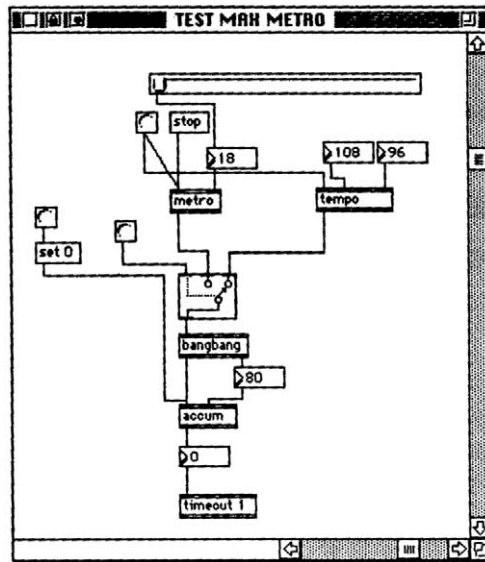 TEST MAX METRO
stop
18
108
96
metro
tempo
set 0
bangbang
80
accum
0
timeout 1